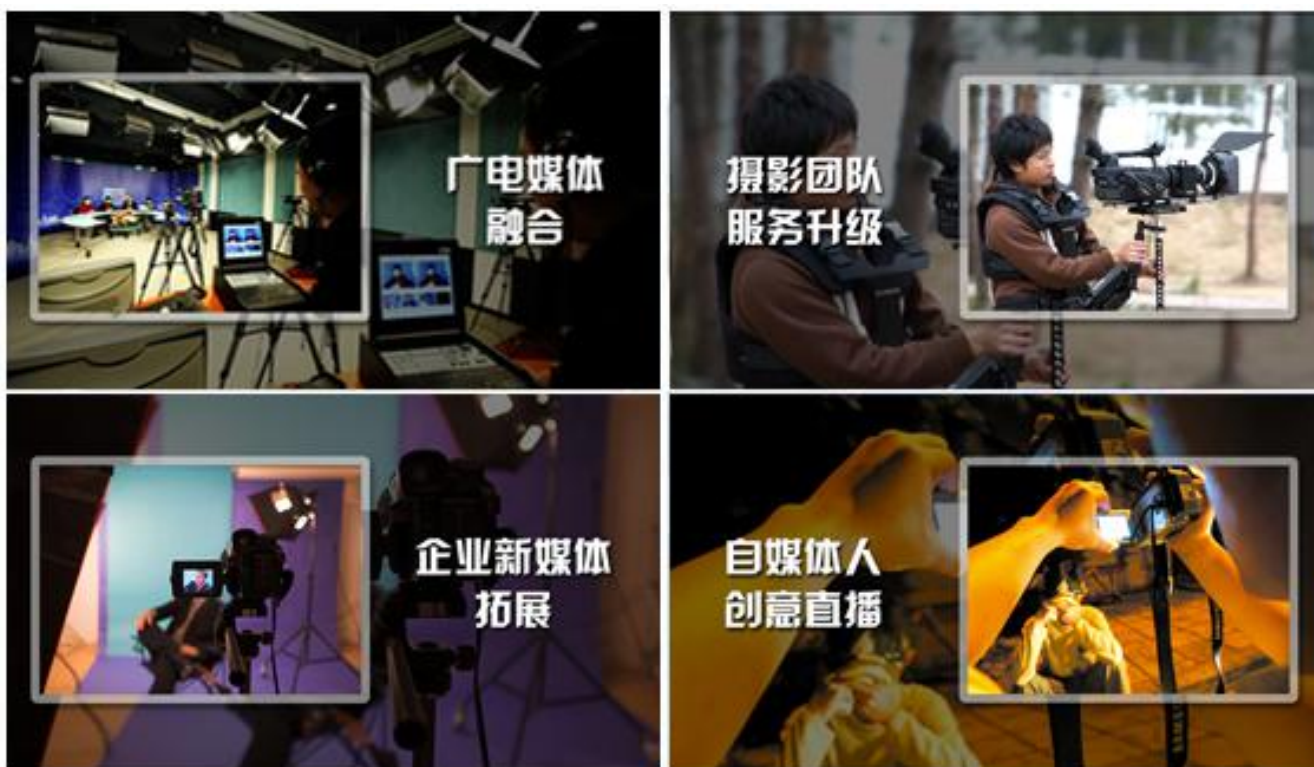 广电媒体
融合
摄影团队
服务升级
企业新媒体
拓展
自媒体人
创意直播